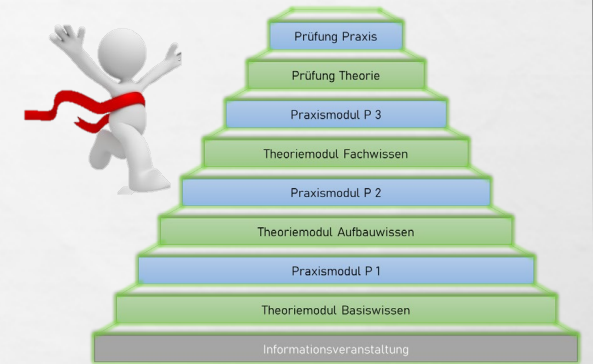 Prüfung Praxis
Prüfung Theorie
Praxismodul P 3
Theoriemodul Fachwissen
Praxismodul P 2
Theoriemodul Aufbauwissen
Praxismodul P 1
Theoriemodul Basiswissen
Informationsveranstaltung